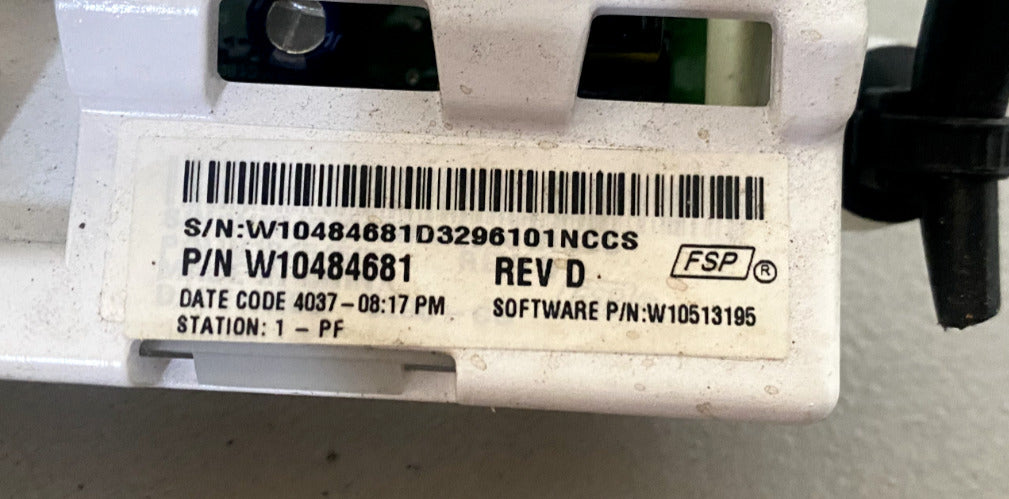 S/N:W10484681D3296101NCCS
P/N W10484681 REV D FSP®
DATE CODE 4037-08:17 PM SOFTWARE P/N:W10513195
STATION: 1 - PF